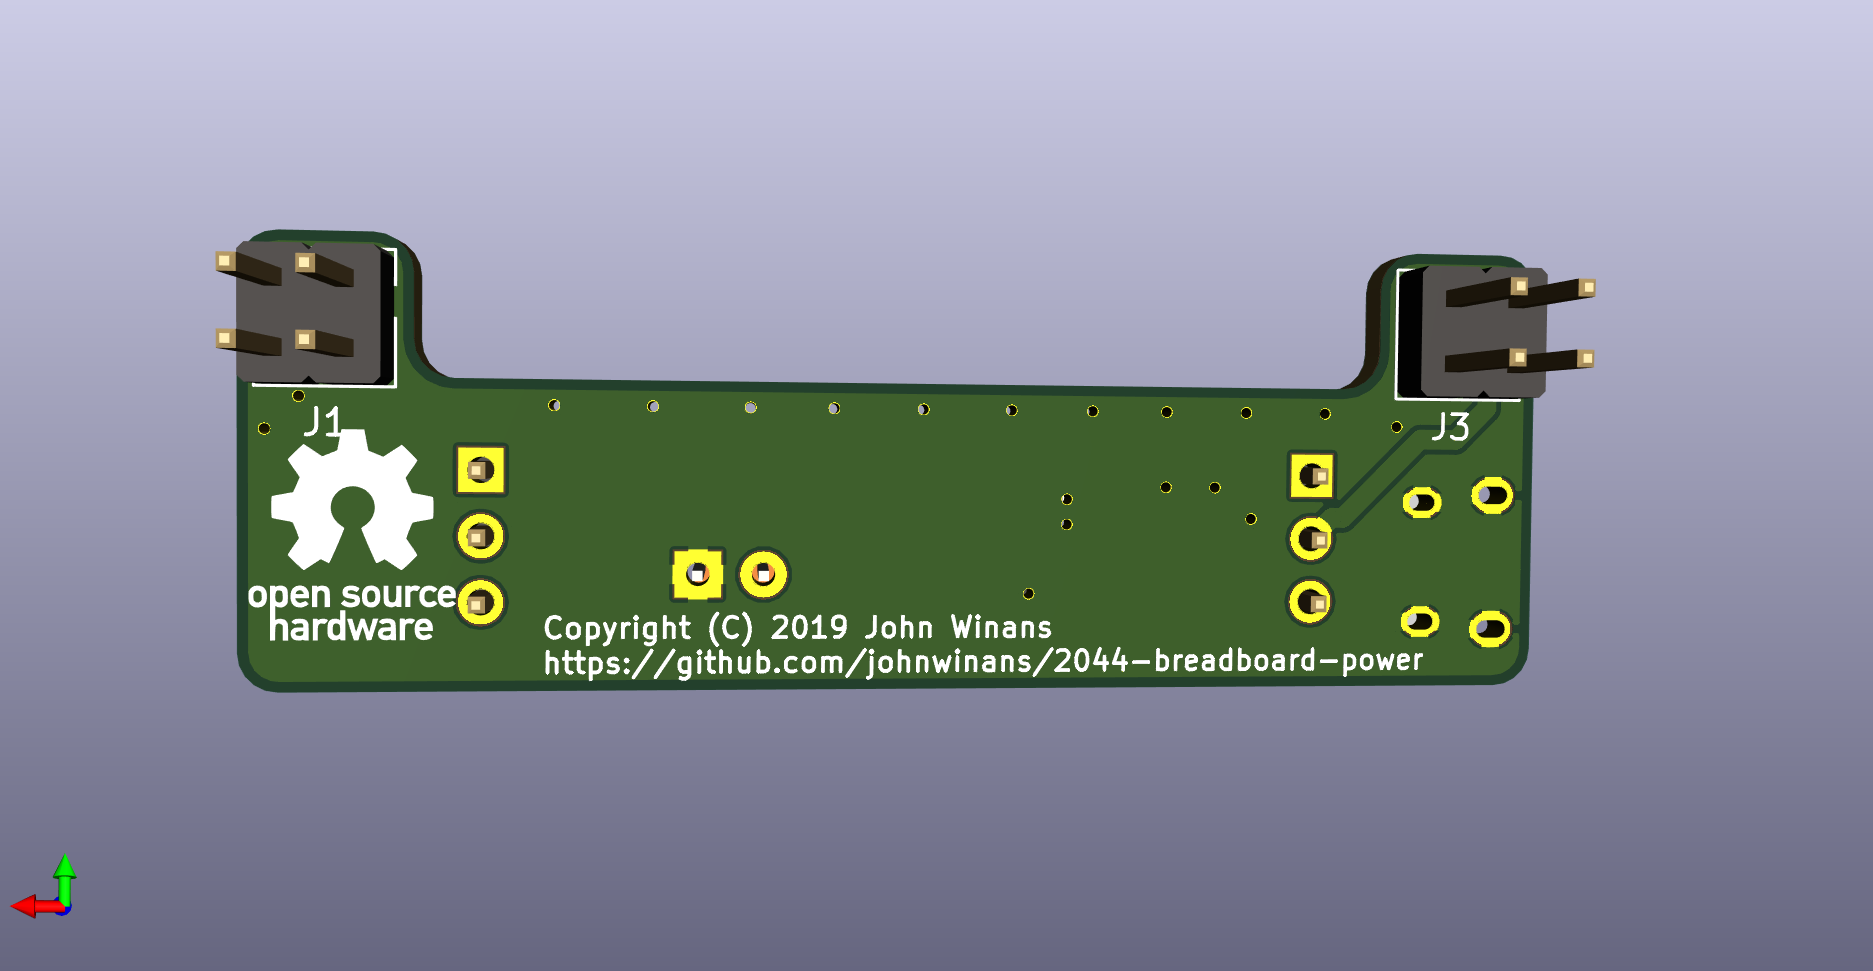 J1
J3
open source
hardware
Copyright (C) 2019 John Winans
https://github.com/johnwinans/2044-breadboard-power